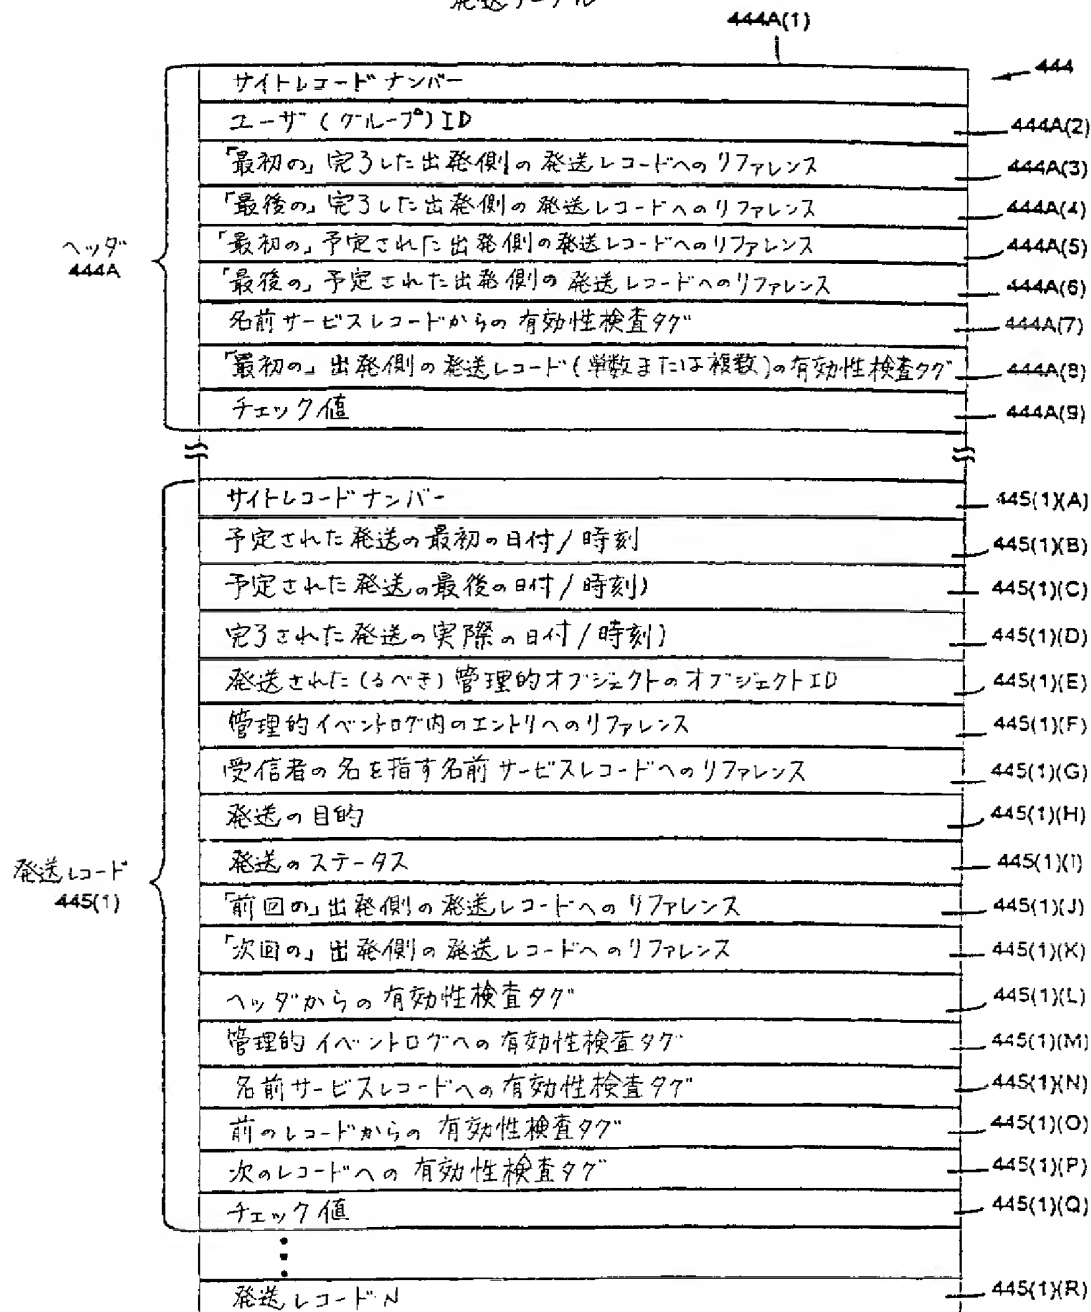 発送テーブル
444A(1)
444
サイトレコードナンバー
ユーザ(グループ)ID
444A(2)
「最初の」完了した出発側の発送レコードへのリファレンス
444A(3)
「最後の」完了した出発側の発送レコードへのリファレンス
444A(4)
「最初の」予定された出発側の発送レコードへのリファレンス
444A(5)
「最後の」予定された出発側の発送レコードへのリファレンス
444A(6)
ヘッダ
444A
名前サービスレコードからの有効性検査タグ
444A(7)
「最初の」出発側の発送レコード(単数または複数)の有効性検査タグ
444A(8)
チェック値
444A(9)
サイトレコードナンバー
445(1)(A)
予定された発送の最初の日付/時刻
445(1)(B)
予定された発送の最後の日付/時刻)
445(1)(C)
完了された発送の実際の日付/時刻)
445(1)(D)
発送された(るべき)管理的オブジェクトのオブジェクトID
445(1)(E)
管理的イベントログ内のエントリへのリファレンス
445(1)(F)
受信者の名を指す名前サービスレコードへのリファレンス
445(1)(G)
発送の目的
445(1)(H)
発送のステータス
445(1)(I)
発送レコード
445(1)
「前回の」出発側の発送レコードへのリファレンス
445(1)(J)
「次回の」出発側の発送レコードへのリファレンス
445(1)(K)
ヘッダからの有効性検査タグ
445(1)(L)
管理的イベントログへの有効性検査タグ
445(1)(M)
名前サービスレコードへの有効性検査タグ
445(1)(N)
前のレコードからの有効性検査タグ
445(1)(O)
次のレコードへの有効性検査タグ
445(1)(P)
チェック値
445(1)(Q)
発送レコードN
445(1)(R)